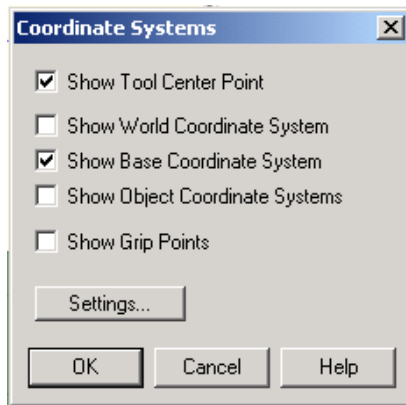 Coordinate Systems
Show Tool Center Point
Show World Coordinate System
Show Base Coordinate System
Show Object Coordinate Systems
Show Grip Points
Settings...
OK Cancel Help